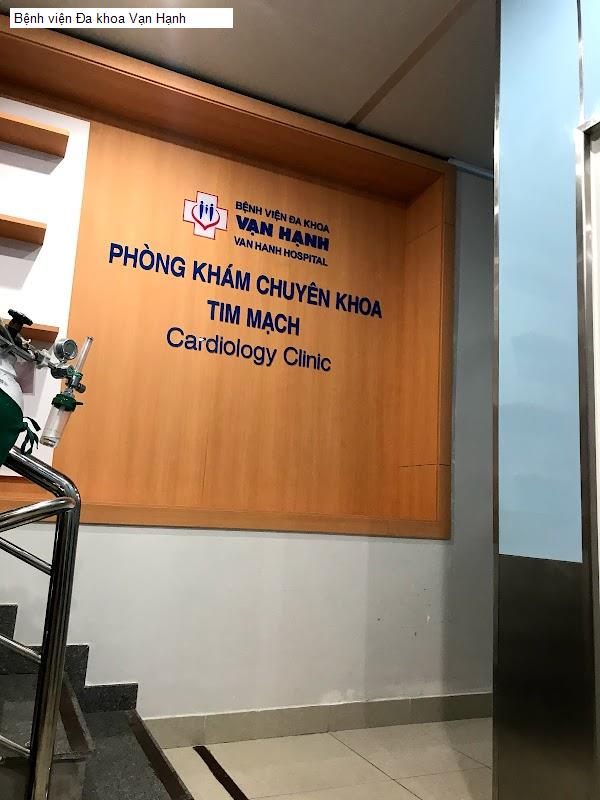 Bệnh viện Đa khoa Vạn Hạnh
BỆNH VIỆN ĐA KHOA
VẠN HẠNH
VAN HANH HOSPITAL
PHÒNG KHÁM CHUYÊN KHOA
TIM MẠCH
Cardiology Clinic